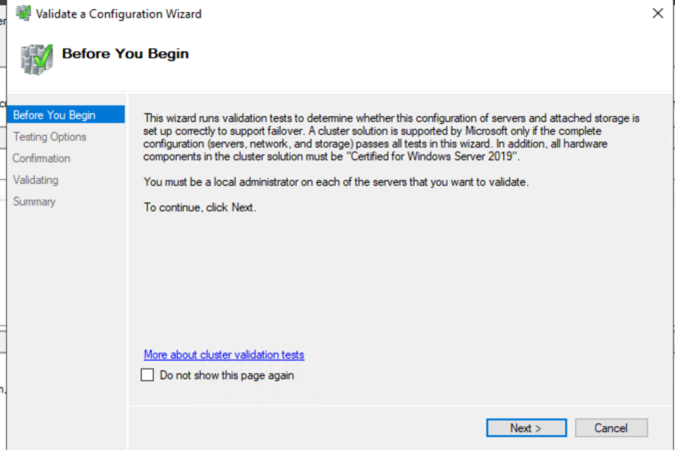 Validate a Configuration Wizard
Before You Begin
Before You Begin
Testing Options
Confirmation
Validating
Summary
This wizard runs validation tests to determine whether this configuration of servers and attached storage is
set up correctly to support failover. A cluster solution is supported by Microsoft only if the complete
configuration (servers, network, and storage) passes all tests in this wizard. In addition, all hardware
components in the cluster solution must be "Certified for Windows Server 2019".
You must be a local administrator on each of the servers that you want to validate.
To continue, click Next.
More about cluster validation tests
Do not show this page again
Next >
Cancel